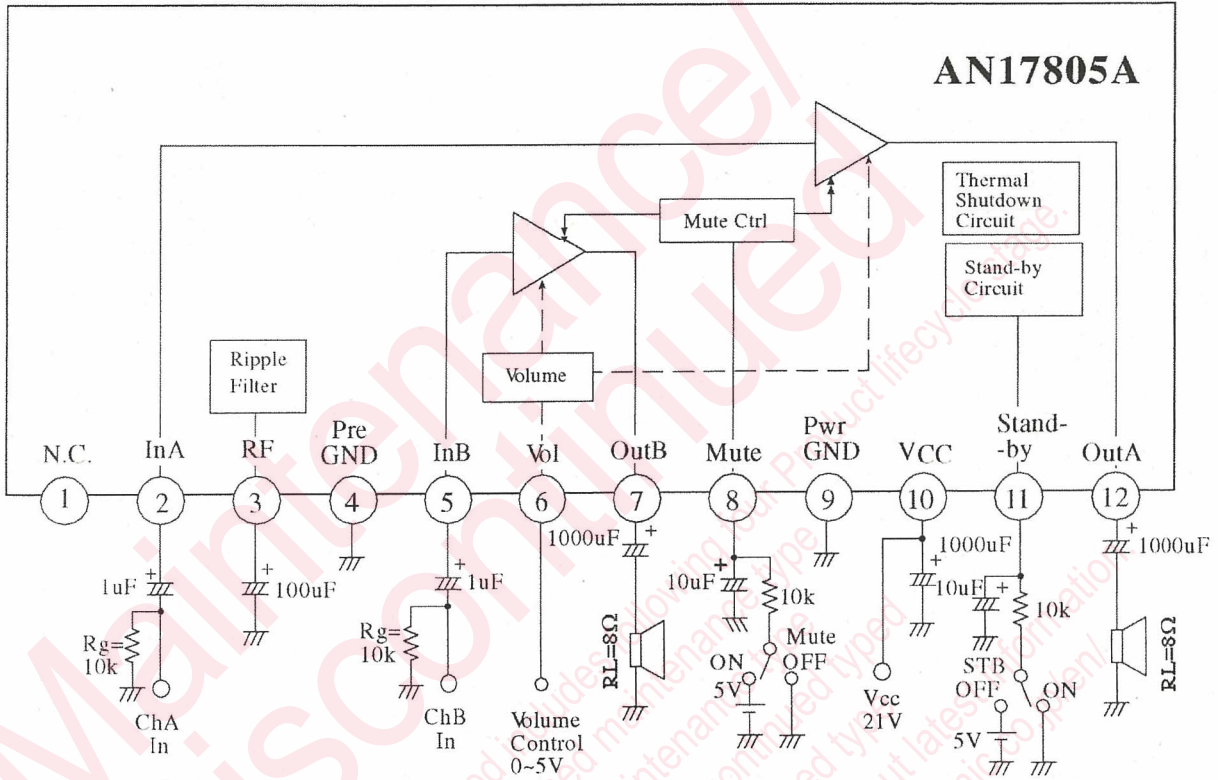 AN17805A
Thermal
Shutdown
Circuit
Mute Ctrl
Stand-by
Circuit
Ripple
Filter
Volume
N.C.
InA
RF
Pre
GND
InB
Vol
OutB
Mute
Pwr
GND
VCC
Stand-
-by
OutA
1
2
3
4
5
6
7
8
9
10
11
12
+
1uF
+
100uF
+
1uF
1000uF
+
+
10uF
10k
1000uF
+
10uF
+
10k
+
1000uF
Rg=
10k
Rg=
10k
RL=8Ω
ON
5V
Mute
OFF
STB
OFF
ON
5V
RL=8Ω
ChA
In
ChB
In
Volume
Control
0~5V
Vcc
21V
Maintenance/
Discontinued